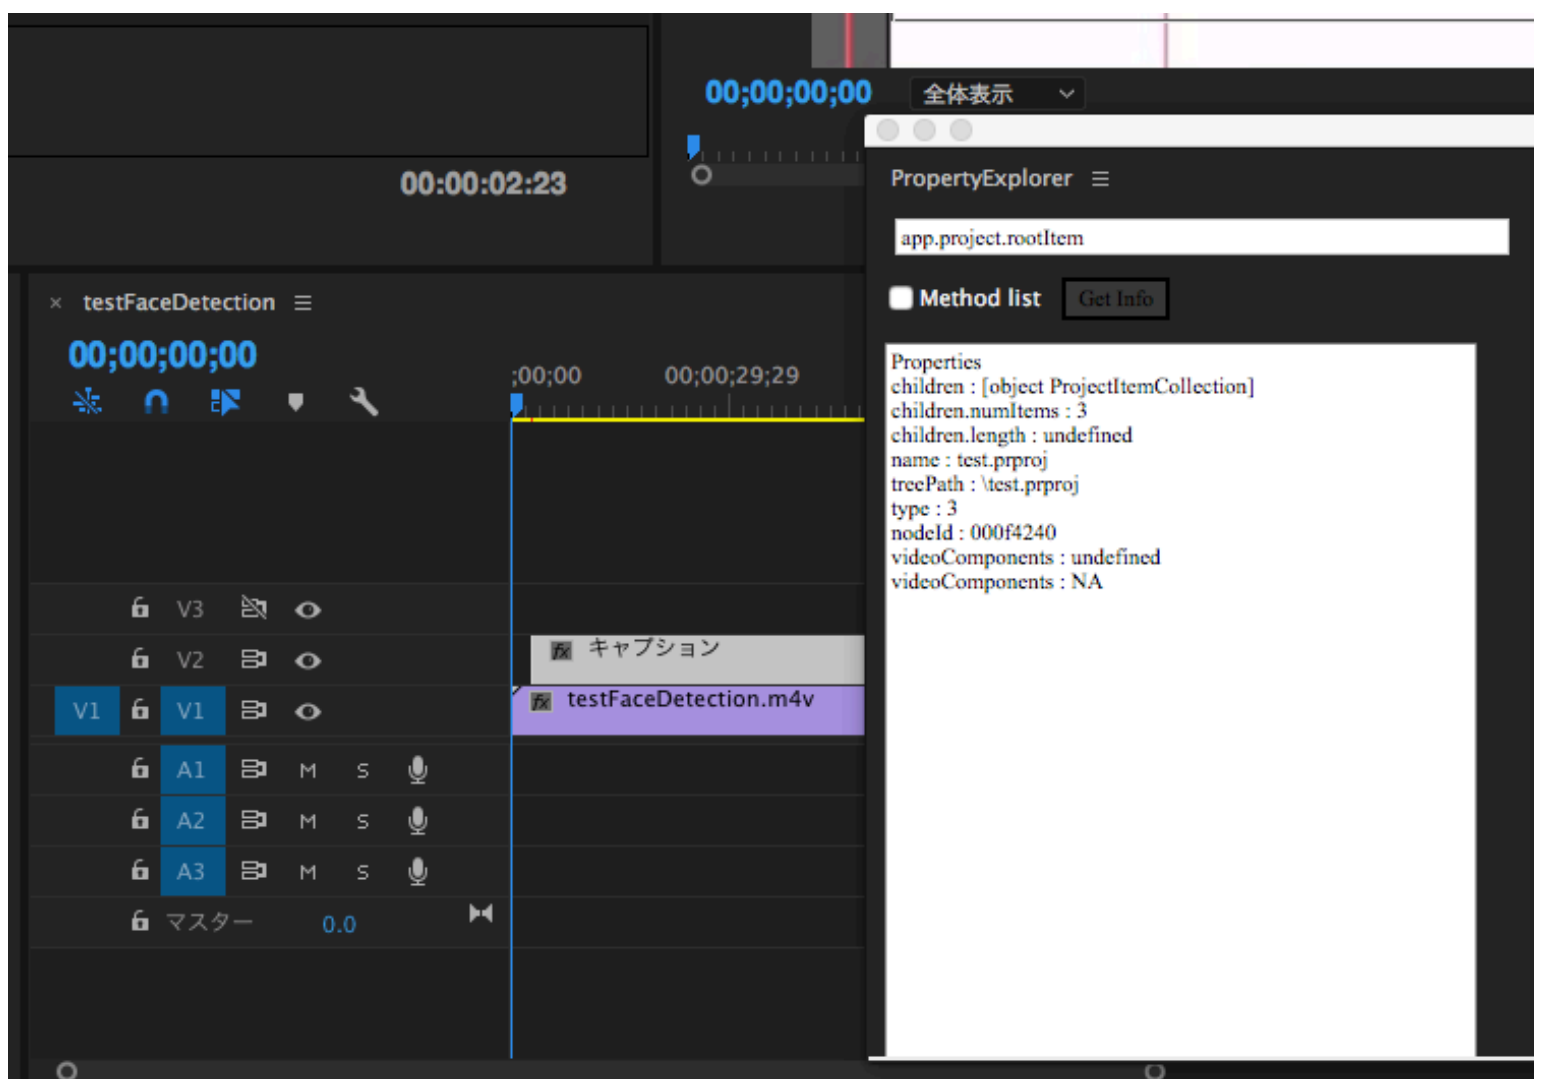 00;00;00;00
全体表示
00:00:02:23
PropertyExplorer
app.project.rootItem
Method list
Get Info
Properties
children : [object ProjectItemCollection]
children.numItems : 3
children.length : undefined
name : test.prproj
treePath : \test.prproj
type : 3
nodeId : 000f4240
videoComponents : undefined
videoComponents : NA
× testFaceDetection
00;00;00;00
;00;00 00;00;29;29
V3
V2
fx キャプション
V1 V1
fx testFaceDetection.m4v
A1 M S
A2 M S
A3 M S
マスター 0.0